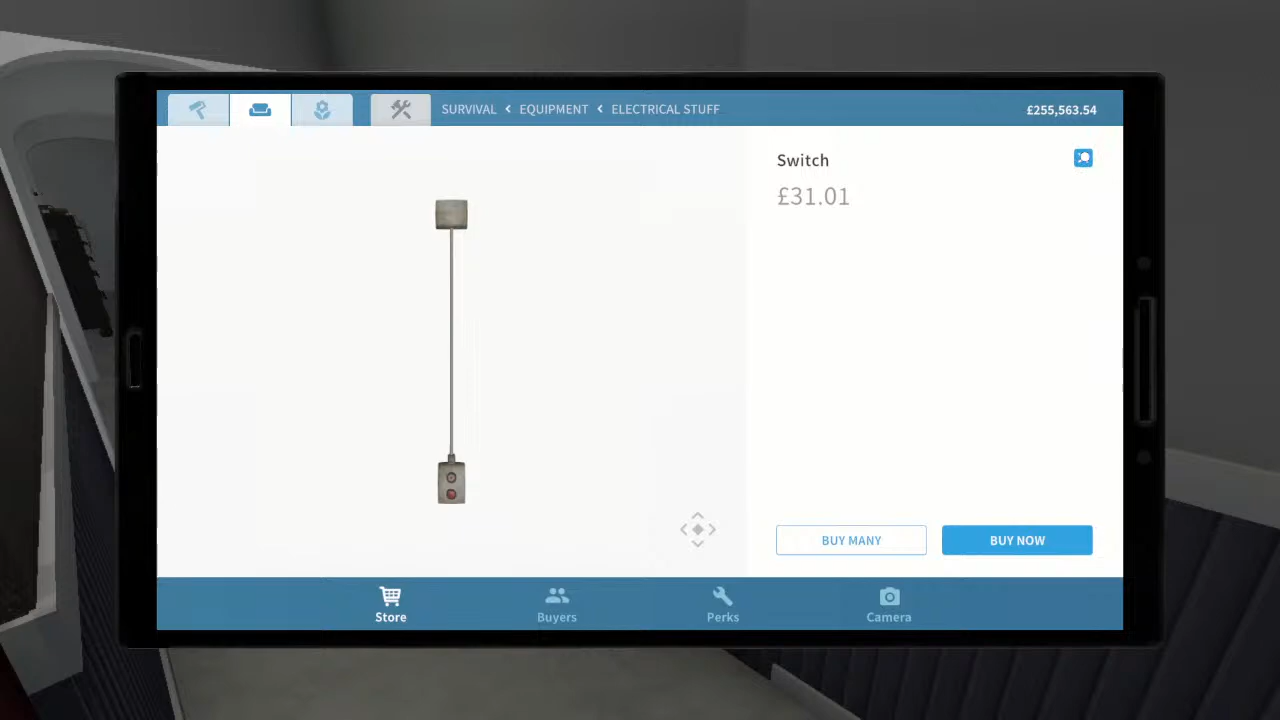 SURVIVAL < EQUIPMENT < ELECTRICAL STUFF
£255,563.54
Switch
£31.01
BUY MANY
BUY NOW
Store
Buyers
Perks
Camera